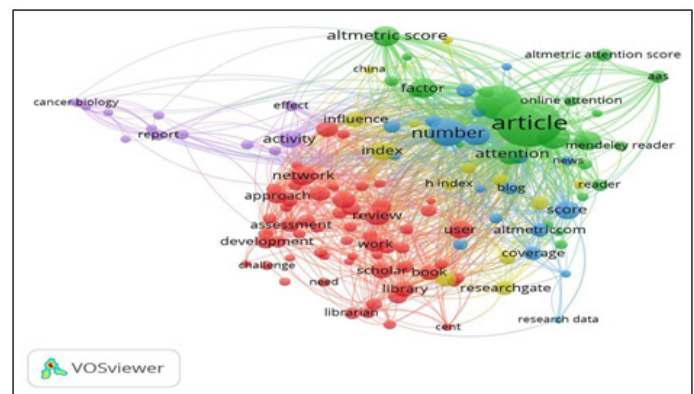 altmetric score
altmetric attention score
china
aas
factor
cancer biology
effect
online attention
influence
article
report
activity
number
mendeley reader
index
attention
news
network
h index
blog
reader
approach
review
score
assessment
user
altmetriccom
development
work
coverage
challenge
scholar
book
need
library
researchgate
librarian
cent
research data
VOSviewer